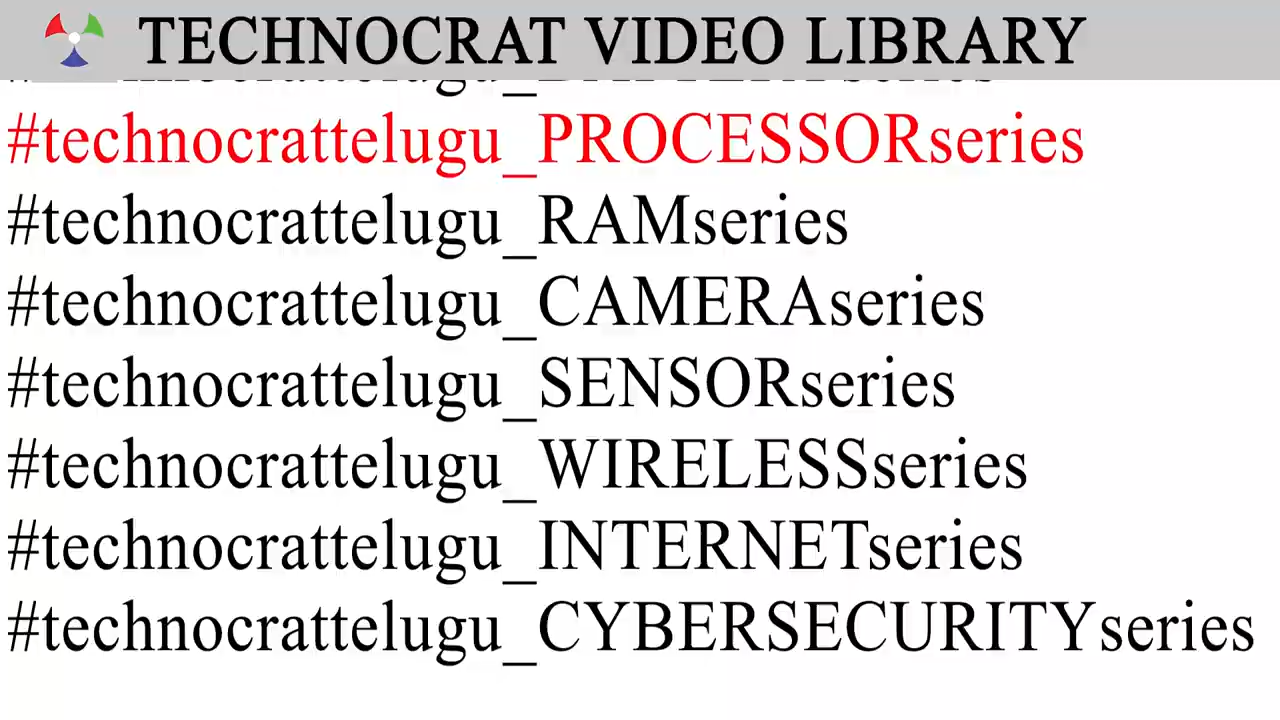 TECHNOCRAT VIDEO LIBRARY
#technocrattelugu_PROCESSORseries
#technocrattelugu_RAMseries
#technocrattelugu_CAMERAseries
#technocrattelugu_SENSORseries
#technocrattelugu_WIRELESSseries
#technocrattelugu_INTERNETseries
#technocrattelugu_CYBERSECURITYseries